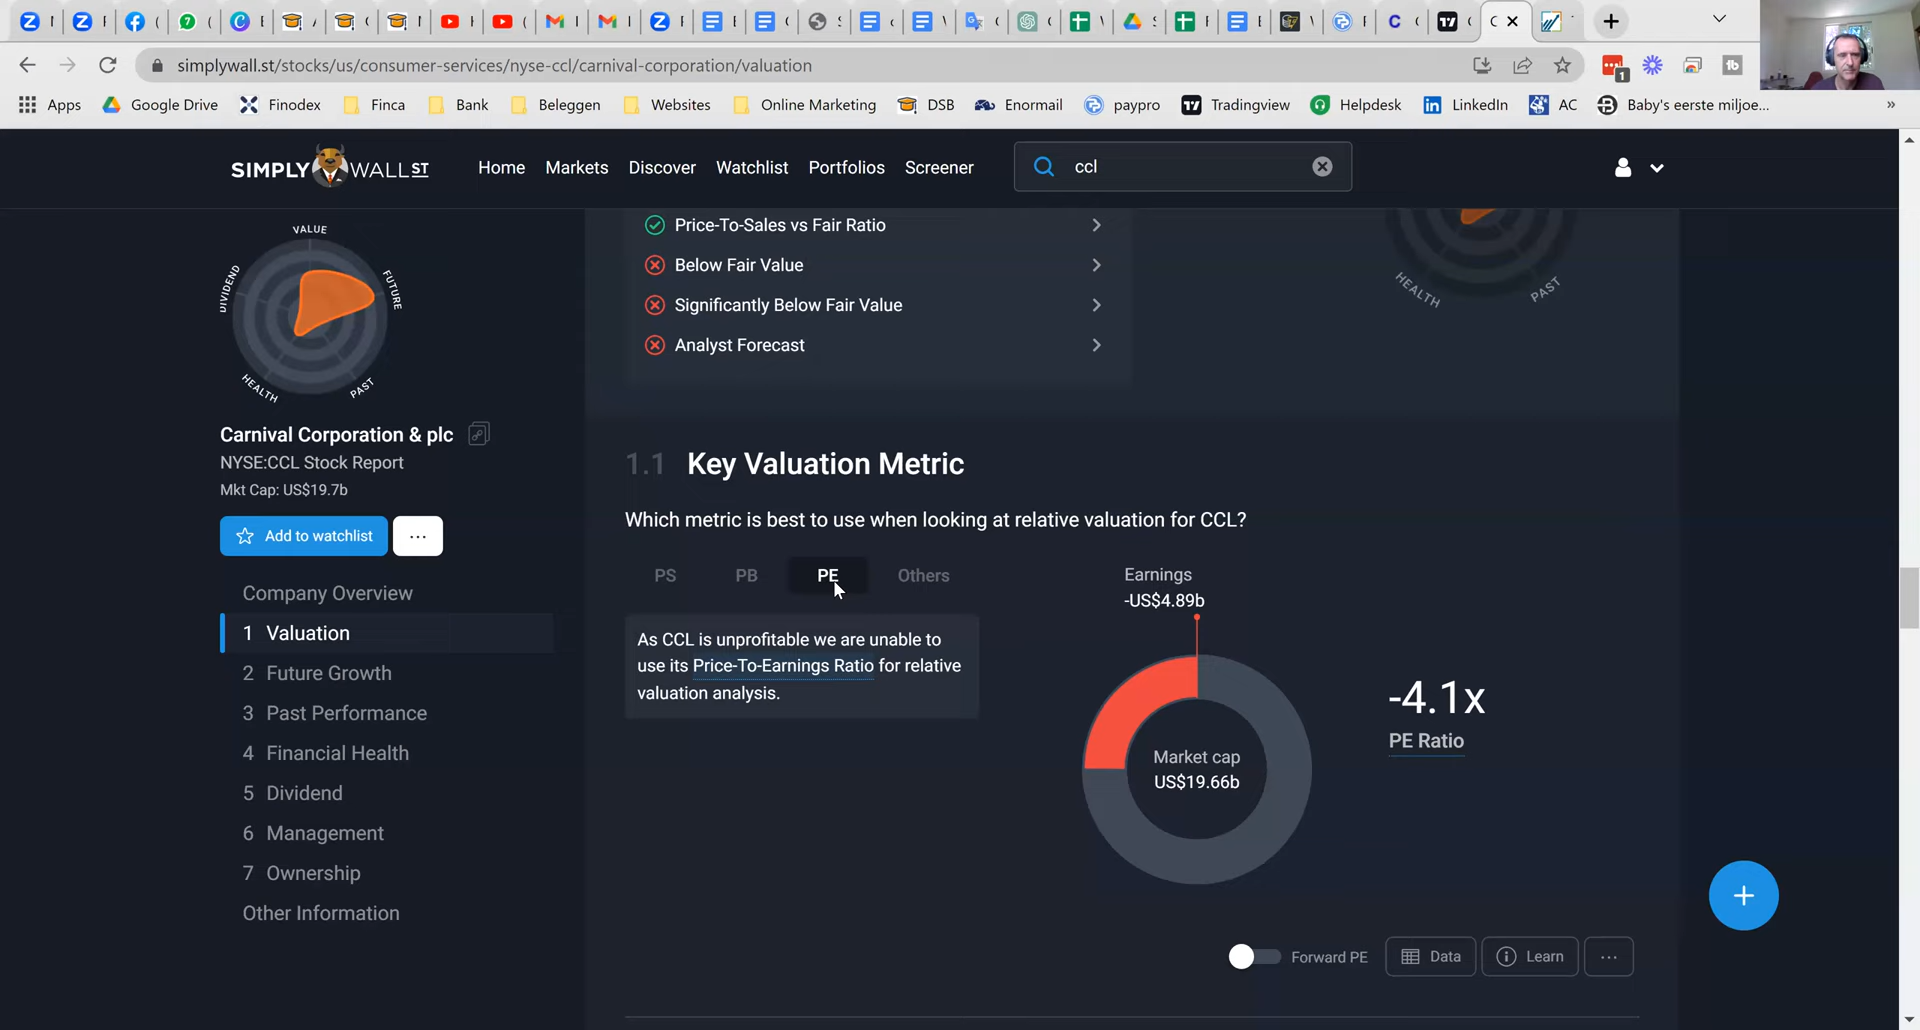 simplywall.st/stocks/us/consumer-services/nyse-ccl/carnival-corporation/valuation
1
Apps
Google Drive
Finodex
Finca
Bank
Beleggen
Websites
Online Marketing
DSB
Enormail
paypro
Tradingview
Helpdesk
LinkedIn
AC
Baby's eerste miljoe...
»
SIMPLY WALL ST
Home
Markets
Discover
Watchlist
Portfolios
Screener
ccl
VALUE
FUTURE
PAST
HEALTH
DIVIDEND
Carnival Corporation & plc
NYSE:CCL Stock Report
Mkt Cap: US$19.7b
Add to watchlist
...
Company Overview
1 Valuation
2 Future Growth
3 Past Performance
4 Financial Health
5 Dividend
6 Management
7 Ownership
Other Information
Price-To-Sales vs Fair Ratio
Below Fair Value
Significantly Below Fair Value
Analyst Forecast
HEALTH
PAST
1.1 Key Valuation Metric
Which metric is best to use when looking at relative valuation for CCL?
PS
PB
PE
Others
As CCL is unprofitable we are unable to
use its Price-To-Earnings Ratio for relative
valuation analysis.
Earnings
-US$4.89b
Market cap
US$19.66b
-4.1x
PE Ratio
+
Forward PE
Data
Learn
...